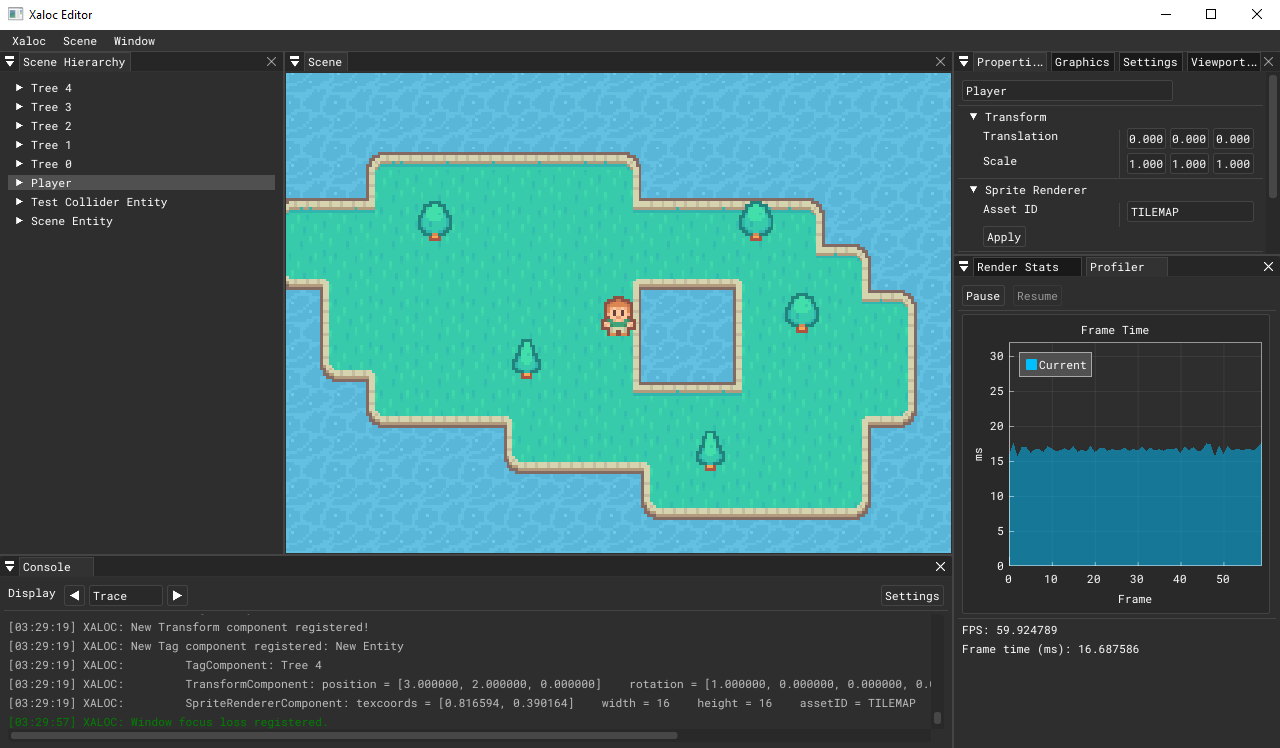 Xaloc Editor
Xaloc Scene Window
Scene Hierarchy
Tree 4
Tree 3
Tree 2
Tree 1
Tree 0
Player
Test Collider Entity
Scene Entity
Scene
Properti... Graphics Settings Viewport...
Player
Transform
Translation 0.000 0.000 0.000
Scale 1.000 1.000 1.000
Sprite Renderer
Asset ID TILEMAP
Apply
Render Stats Profiler
Pause Resume
Frame Time
Current
30
25
20
15
10
5
0
ms
0 10 20 30 40 50
Frame
FPS: 59.924789
Frame time (ms): 16.687586
Console
Display Trace Settings
[03:29:19] XALOC: New Transform component registered!
[03:29:19] XALOC: New Tag component registered: New Entity
[03:29:19] XALOC: TagComponent: Tree 4
[03:29:19] XALOC: TransformComponent: position = [3.000000, 2.000000, 0.000000] rotation = [1.000000, 0.000000, 0.000000, 0.0
[03:29:19] XALOC: SpriteRendererComponent: texcoords = [0.816594, 0.390164] width = 16 height = 16 assetID = TILEMAP
[03:29:57] XALOC: Window focus loss registered.